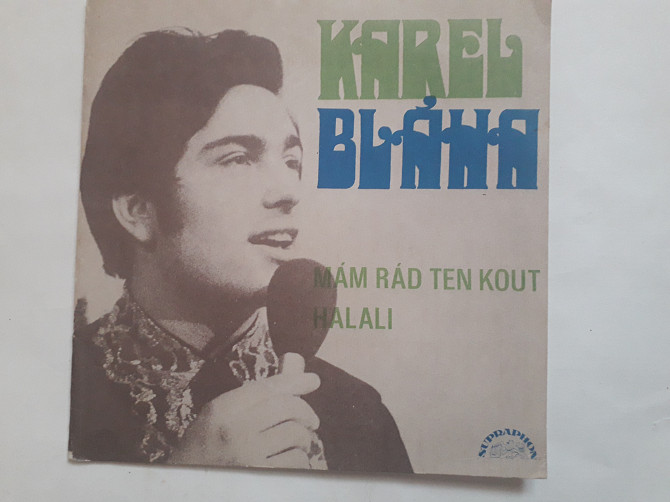 KAREL
BLÁHA
MÁM RÁD TEN KOUT
HALALI
SUPRAPHON